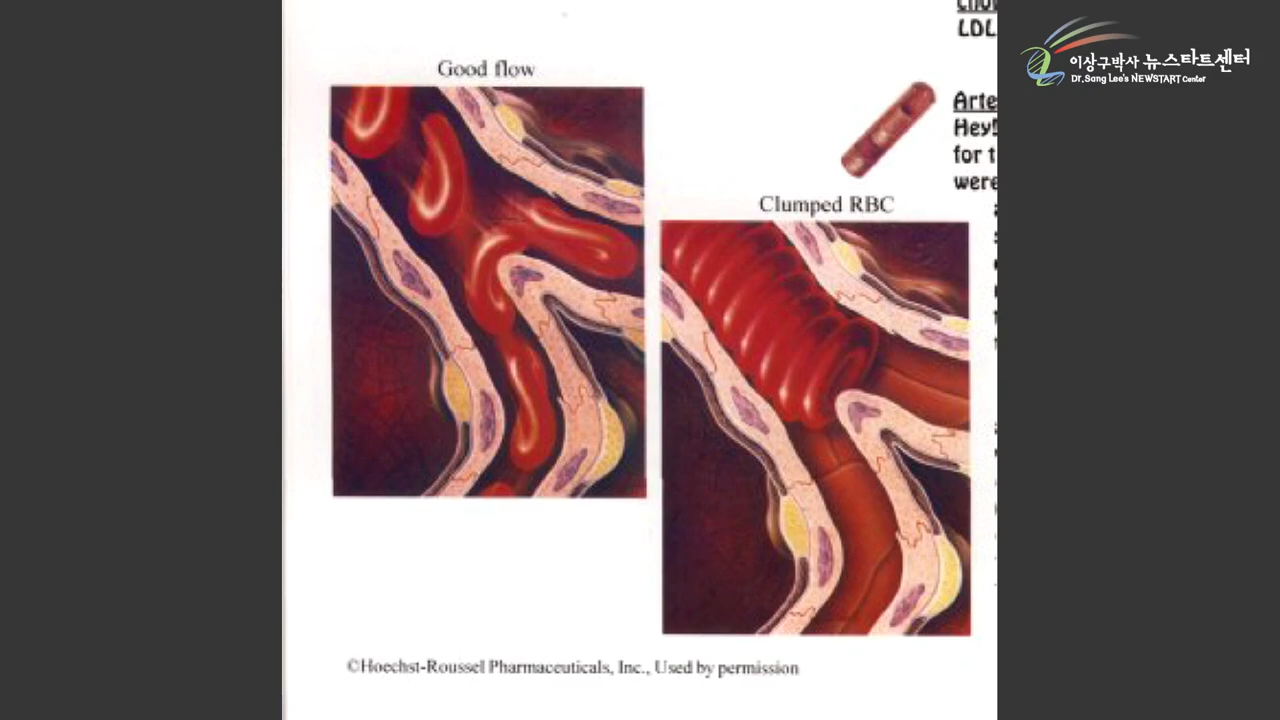 LDL
Good flow
Arte
Hey!
for t
were
Clumped RBC
©Hoechst-Roussel Pharmaceuticals, Inc., Used by permission
이상구박사 뉴스타트센터
Dr. Sang Lee's NEWSTART Center